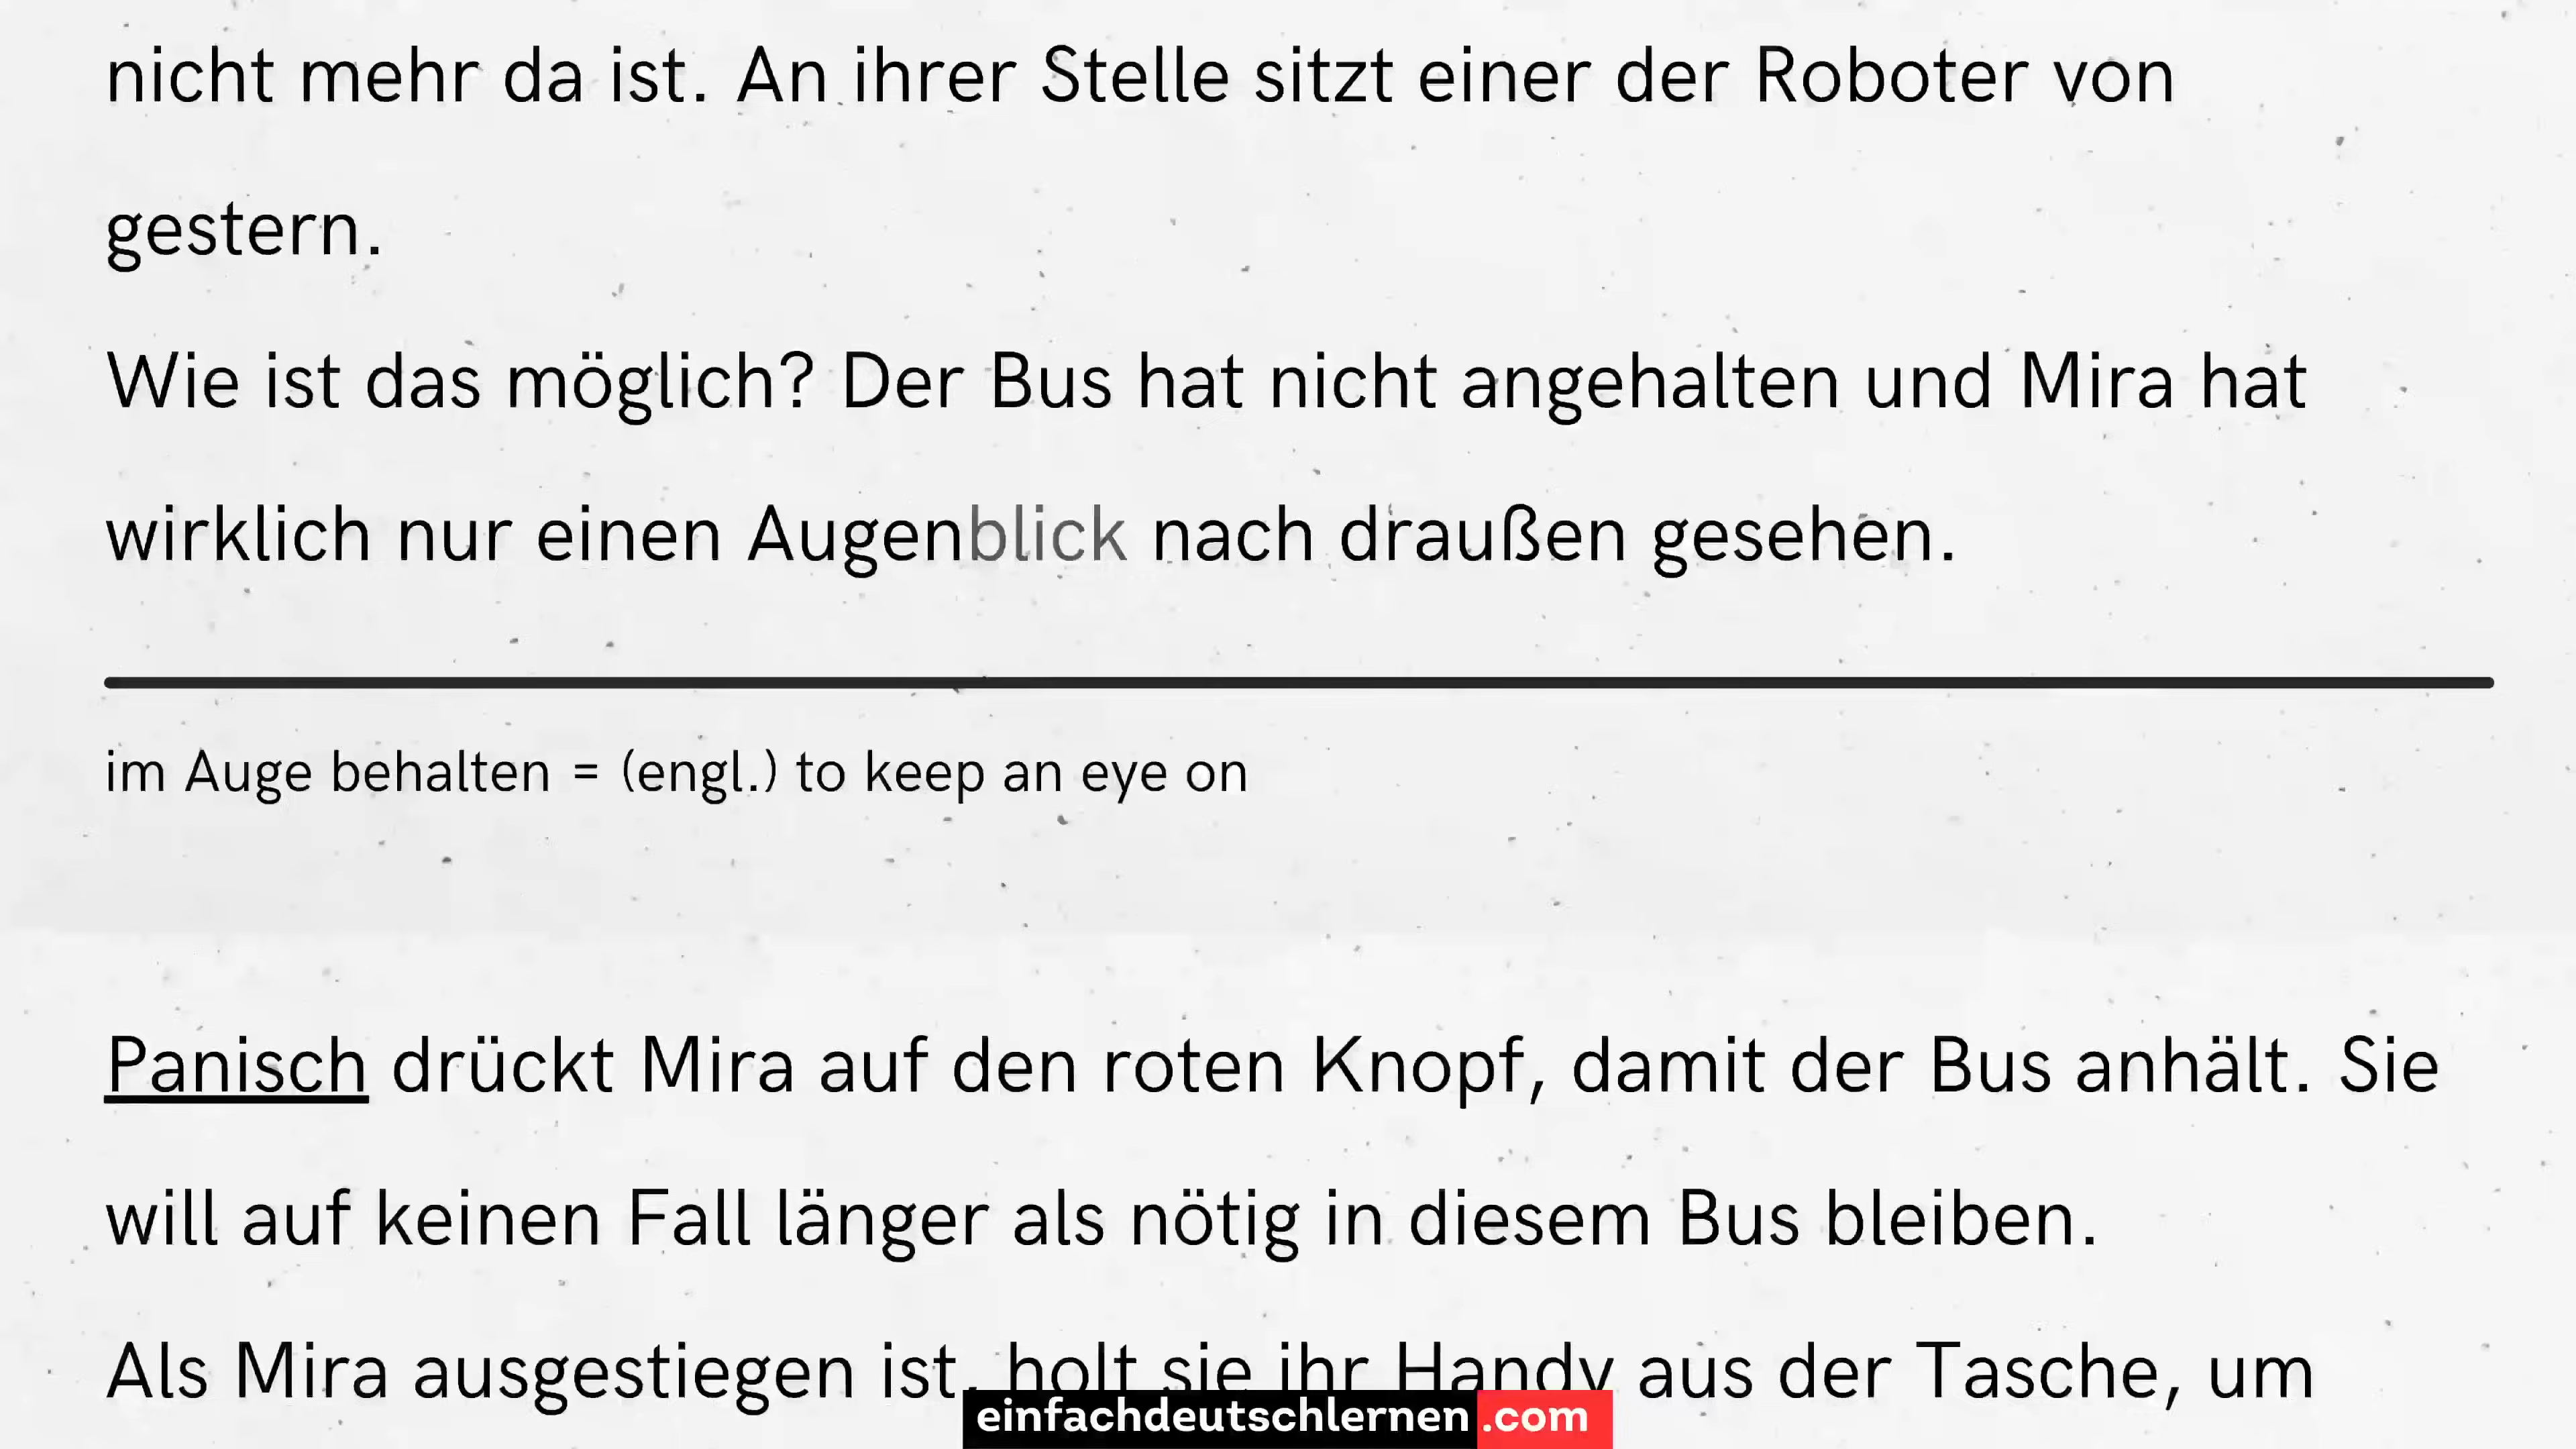 nicht mehr da ist. An ihrer Stelle sitzt einer der Roboter von
gestern.
Wie ist das möglich? Der Bus hat nicht angehalten und Mira hat
wirklich nur einen Augenblick nach draußen gesehen.
im Auge behalten = (engl.) to keep an eye on
Panisch drückt Mira auf den roten Knopf, damit der Bus anhält. Sie
will auf keinen Fall länger als nötig in diesem Bus bleiben.
Als Mira ausgestiegen ist, holt sie ihr Handy aus der Tasche, um
einfachdeutschlernen.com